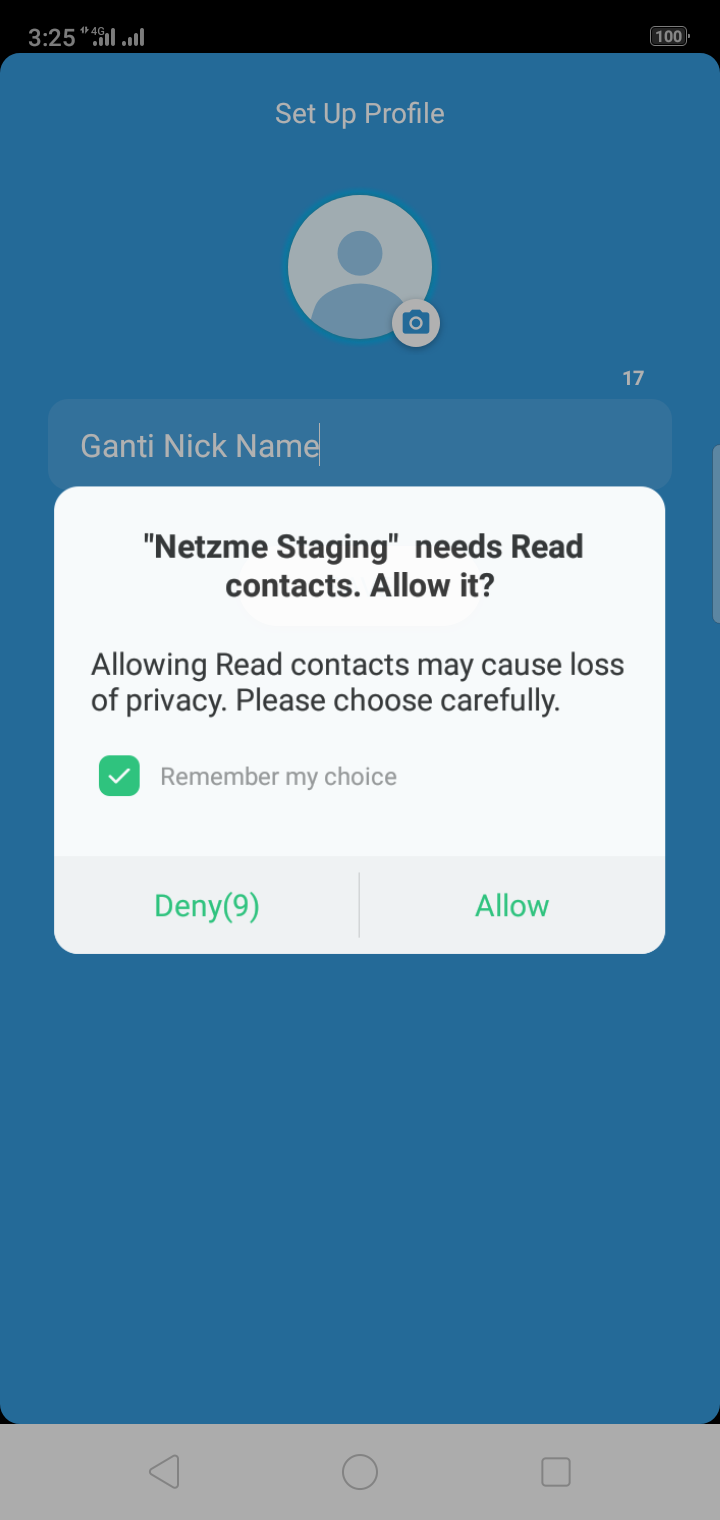 3:25 4G 100
Set Up Profile
17
Ganti Nick Name
"Netzme Staging"  needs Read
contacts. Allow it?
Allowing Read contacts may cause loss
of privacy. Please choose carefully.
Remember my choice
Deny(9) Allow